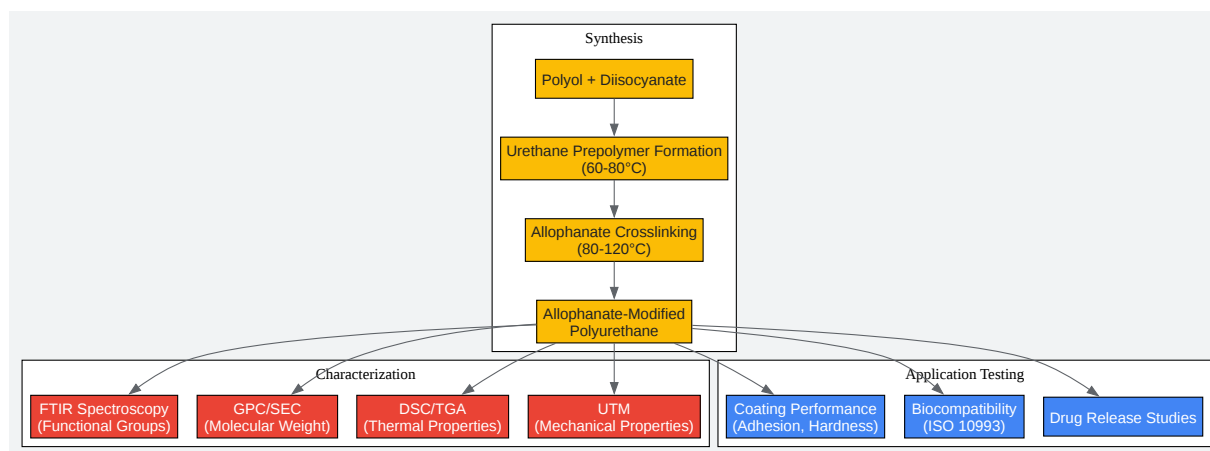 Synthesis
Polyol + Diisocyanate
Urethane Prepolymer Formation
(60-80°C)
Allophanate Crosslinking
(80-120°C)
Allophanate-Modified
Polyurethane
Characterization
FTIR Spectroscopy
(Functional Groups)
GPC/SEC
(Molecular Weight)
DSC/TGA
(Thermal Properties)
UTM
(Mechanical Properties)
Application Testing
Coating Performance
(Adhesion, Hardness)
Biocompatibility
(ISO 10993)
Drug Release Studies